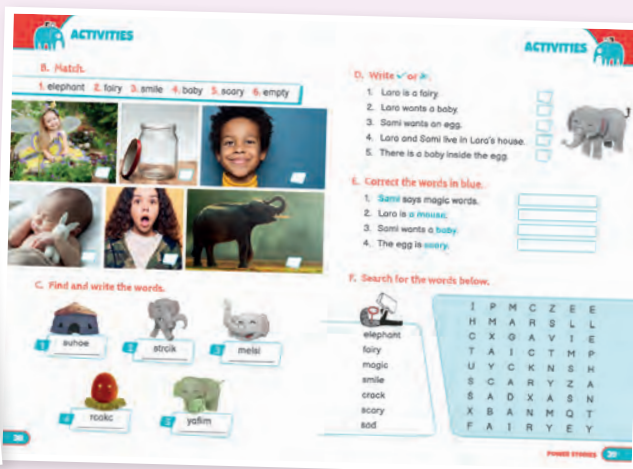 ACTIVITIES
B. Match.
1. elephant 2. fairy 3. smile 4. baby 5. scary 6. empty
C. Find and write the words.
1 suhoe
2 strcik
3 melsi
4 rcakc
5 yafim
20
ACTIVITIES
D. Write ✓ or ✗.
1. Lara is a fairy.
2. Lara wants a baby.
3. Sami wants an egg.
4. Lara and Sami live in Lara's house.
5. There is a baby inside the egg.
E. Correct the words in blue.
1. Sami says magic words.
2. Lara is a mouse.
3. Sami wants a baby.
4. The egg is scary.
F. Search for the words below.
elephant
fairy
magic
smile
crack
scary
sad
I P M C Z E E
H M A R S L L
C X G A V I E
T A I C T M P
U Y C K N S H
S C A R Y Z A
S A D X A S N
X B A N M Q T
F A I R Y E Y
POWER STORIES